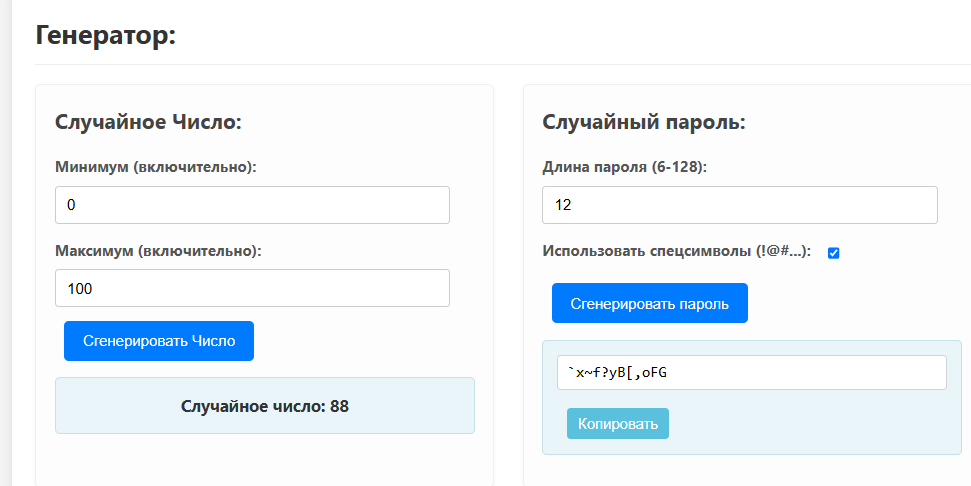 Генератор:
Случайное Число:
Минимум (включительно):
0
Максимум (включительно):
100
Сгенерировать Число
Случайное число: 88
Случайный пароль:
Длина пароля (6-128):
12
Использовать спецсимволы (!@#...):
Сгенерировать пароль
`x~f?yB[,oFG
Копировать